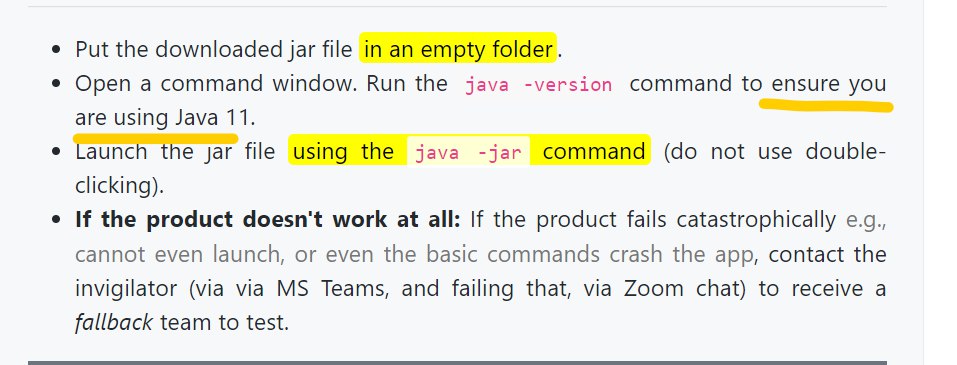 Put the downloaded jar file in an empty folder.
Open a command window. Run the java -version command to ensure you
are using Java 11.
Launch the jar file using the java -jar command (do not use double-
clicking).
If the product doesn't work at all: If the product fails catastrophically e.g.,
cannot even launch, or even the basic commands crash the app, contact the
invigilator (via via MS Teams, and failing that, via Zoom chat) to receive a
fallback team to test.